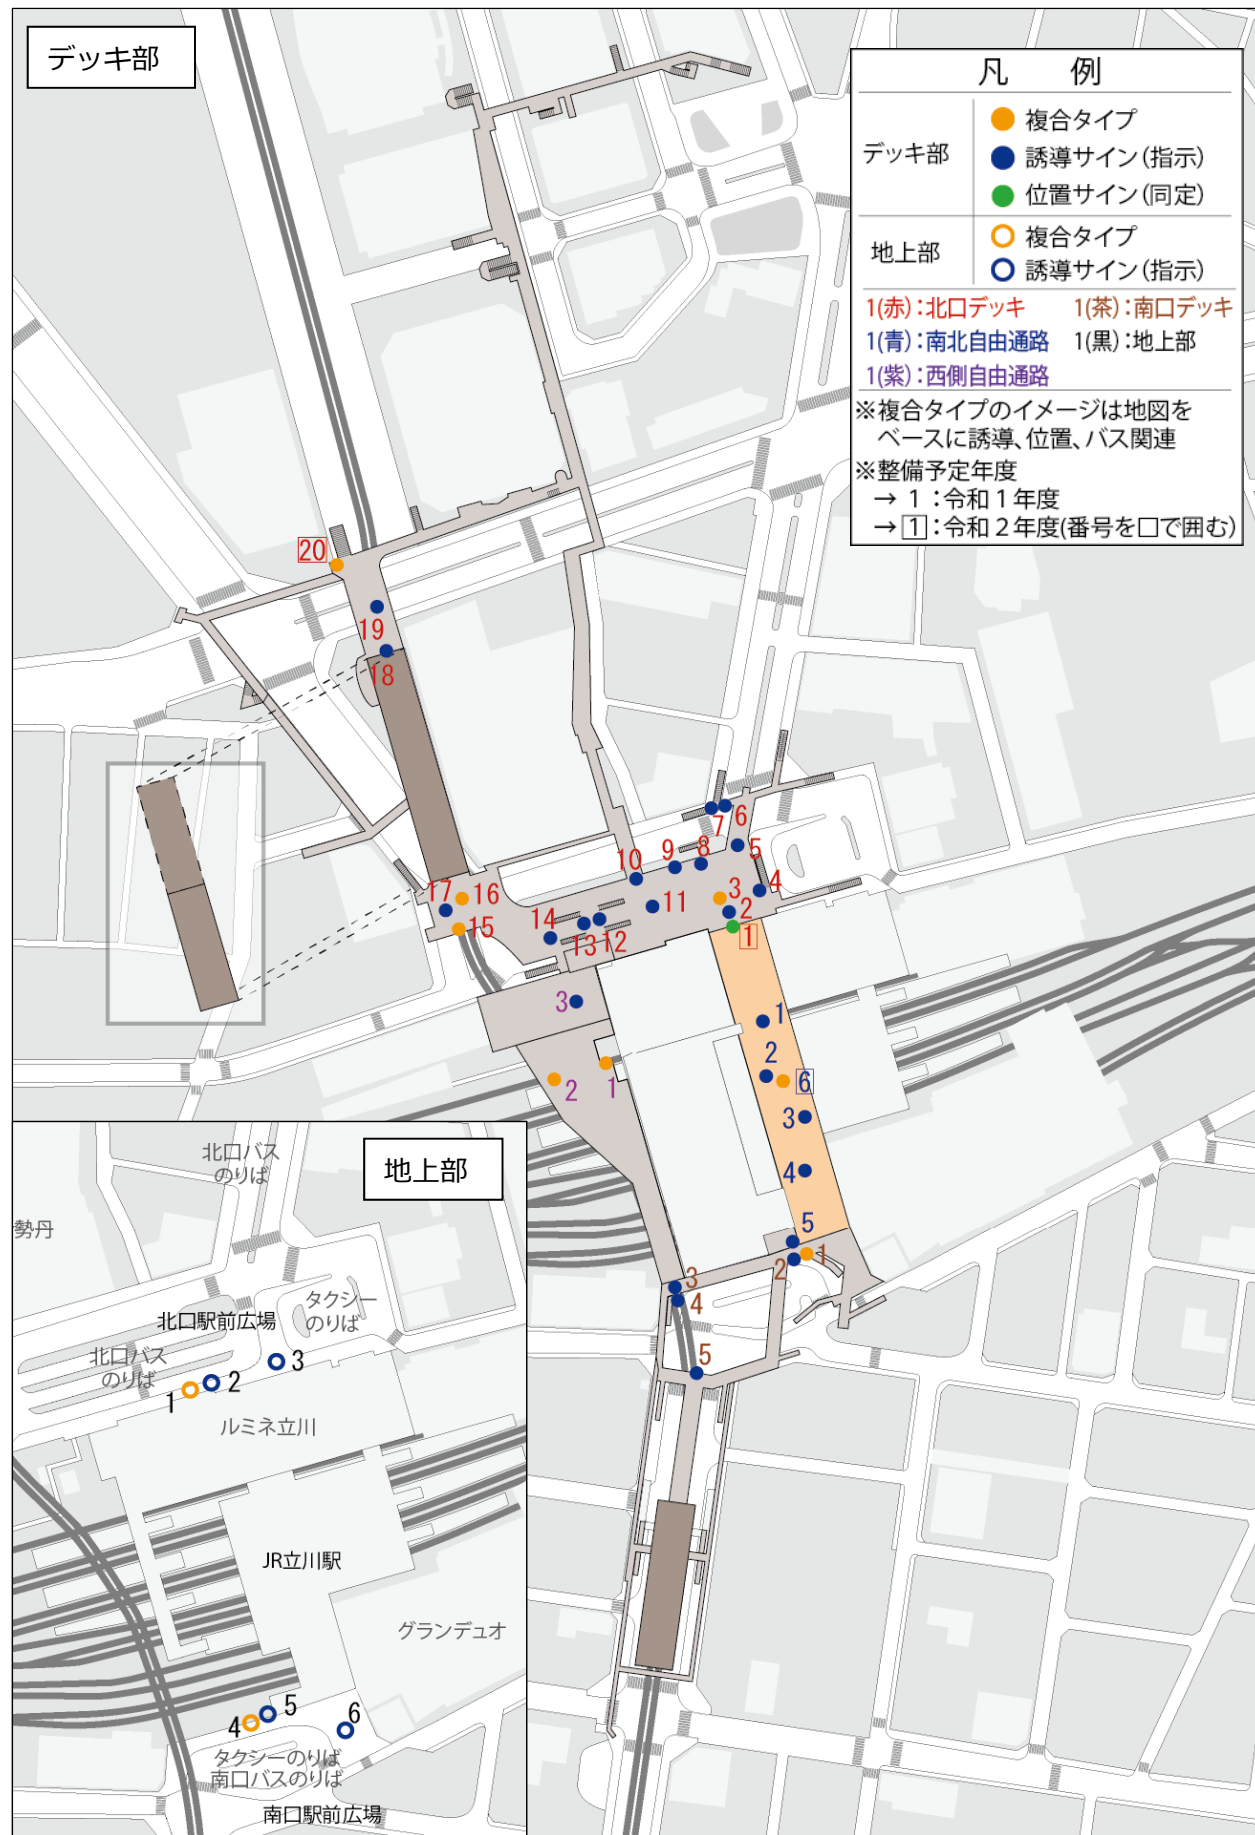 デッキ部
凡　例
デッキ部
複合タイプ
誘導サイン(指示)
位置サイン(同定)
地上部
複合タイプ
誘導サイン(指示)
1(赤):北口デッキ
1(茶):南口デッキ
1(青):南北自由通路
1(黒):地上部
1(紫):西側自由通路
※複合タイプのイメージは地図を
ベースに誘導、位置、バス関連
※整備予定年度
→ 1:令和1年度
→ 1:令和2年度(番号を□で囲む)
20
19
18
7
6
5
10
9
8
4
17
16
11
3
2
15
14
13
12
1
3
1
2
6
1
2
3
4
5
1
2
3
4
5
地上部
北口バス
のりば
勢丹
タクシー
のりば
北口駅前広場
北口バス
のりば
3
2
1
ルミネ立川
JR立川駅
グランデュオ
5
6
4
タクシーのりば
南口バスのりば
南口駅前広場